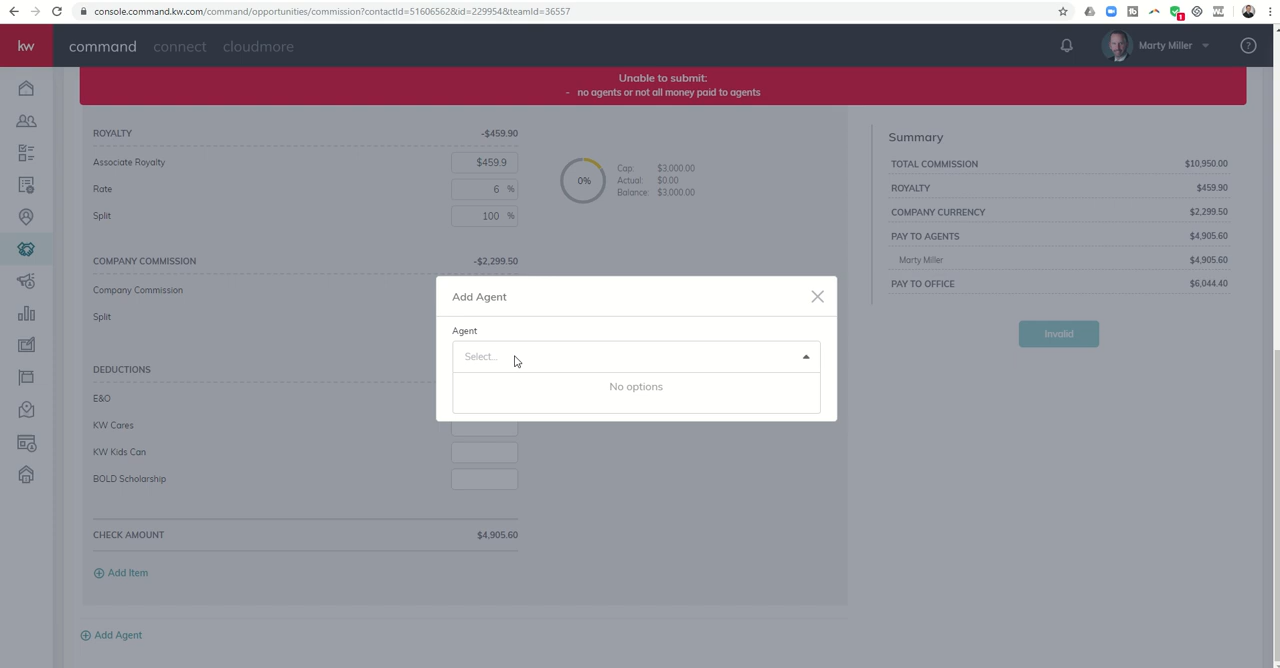 console.command.kw.com/command/opportunities/commission?contactId=51606562&id=229954&teamId=36557
1
kw
command
connect
cloudmore
Marty Miller
?
Unable to submit:
- no agents or not all money paid to agents
ROYALTY -$459.90
Associate Royalty $459.9
Rate 6 %
Split 100 %
0%
Cap: $3,000.00
Actual: $0.00
Balance: $3,000.00
COMPANY COMMISSION -$2,299.50
Company Commission
Split
DEDUCTIONS
E&O
KW Cares
KW Kids Can
BOLD Scholarship
CHECK AMOUNT $4,905.60
Add Item
Add Agent
Add Agent
Agent
Select...
No options
Summary
TOTAL COMMISSION $10,950.00
ROYALTY $459.90
COMPANY CURRENCY $2,299.50
PAY TO AGENTS $4,905.60
Marty Miller $4,905.60
PAY TO OFFICE $6,044.40
Invalid